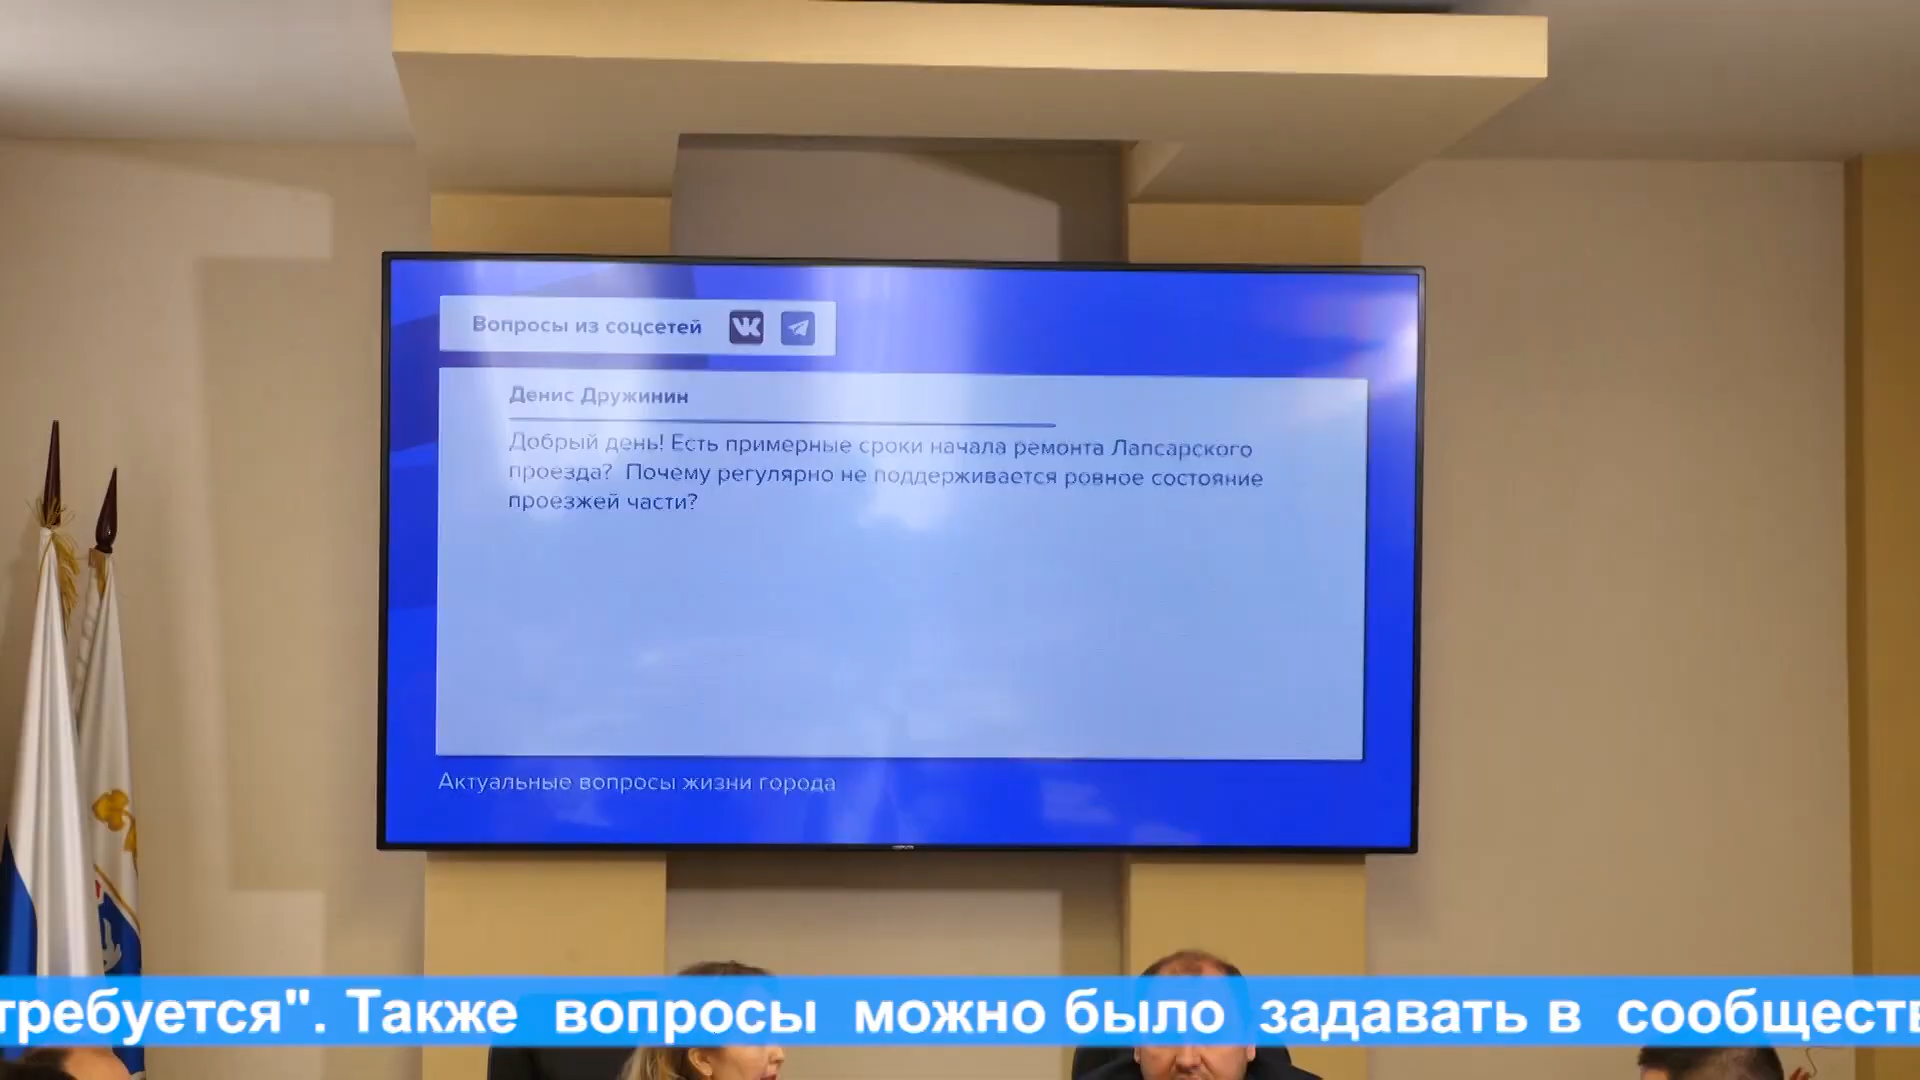 Вопросы из соцсетей
Денис Дружинин
Добрый день! Есть примерные сроки начала ремонта Лапсарского
проезда? Почему регулярно не поддерживается ровное состояние
проезжей части?
Актуальные вопросы жизни города
требуется". Также вопросы можно было задавать в сообществ